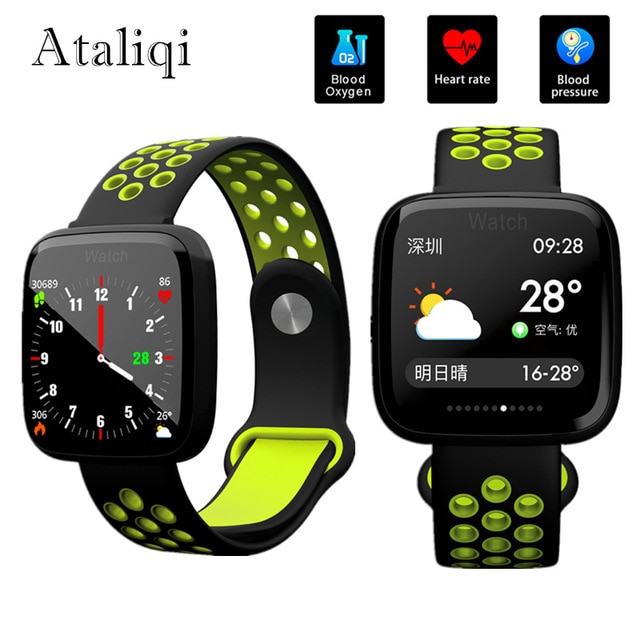 Ataliqi
O2
Blood
Oxygen
Heart rate
Blood
pressure
Watch
30689
86
12
11
1
10
2
9
28
3
8
4
7
5
6
306
26°
Watch
深圳
09:28
28°
空气: 优
明日晴
16-28°